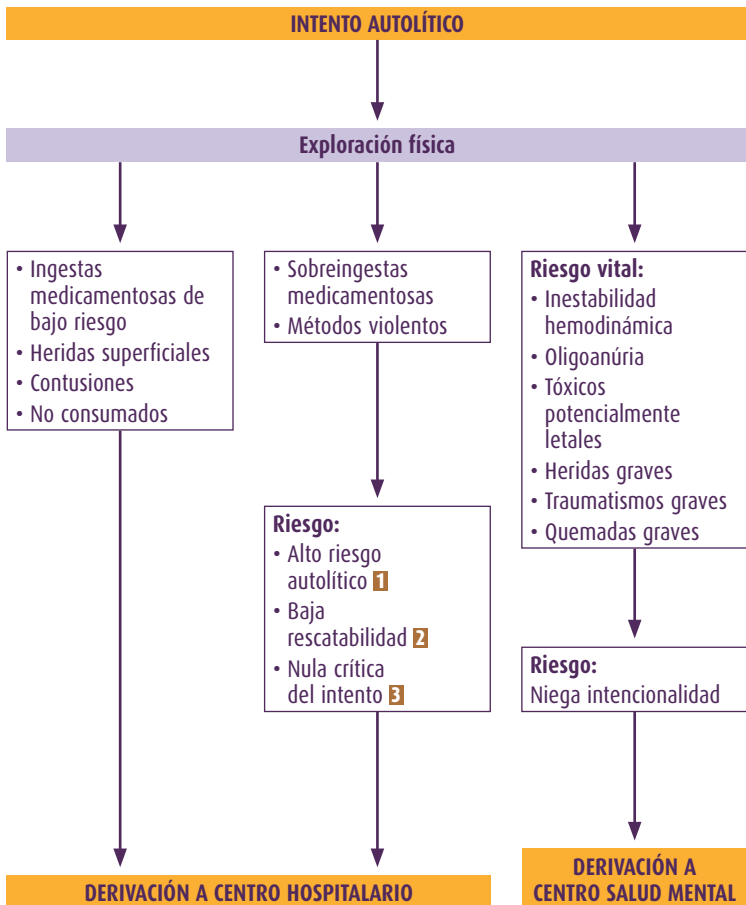 INTENTO AUTOLÍTICO
Exploración física
• Ingestas
medicamentosas de
bajo riesgo
• Heridas superficiales
• Contusiones
• No consumados
• Sobreingestas
medicamentosas
• Métodos violentos
Riesgo:
• Alto riesgo
autolítico 1
• Baja
rescatabilidad 2
• Nula crítica
del intento 3
Riesgo vital:
• Inestabilidad
hemodinámica
• Oligoanúria
• Tóxicos
potencialmente
letales
• Heridas graves
• Traumatismos graves
• Quemadas graves
Riesgo:
Niega intencionalidad
DERIVACIÓN A CENTRO HOSPITALARIO
DERIVACIÓN A
CENTRO SALUD MENTAL